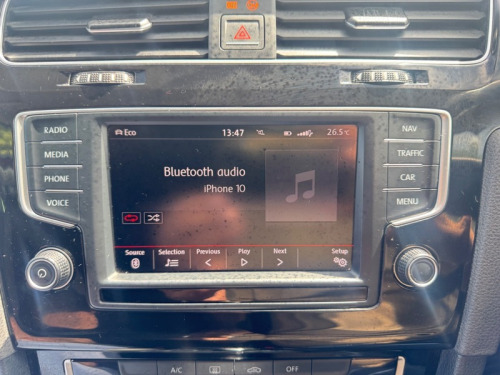 RADIO
MEDIA
PHONE
VOICE
Eco
13:47
26.5°C
Bluetooth audio
iPhone 10
Source
Selection
Previous
Play
Next
Setup
NAV
TRAFFIC
CAR
MENU
A/C
OFF